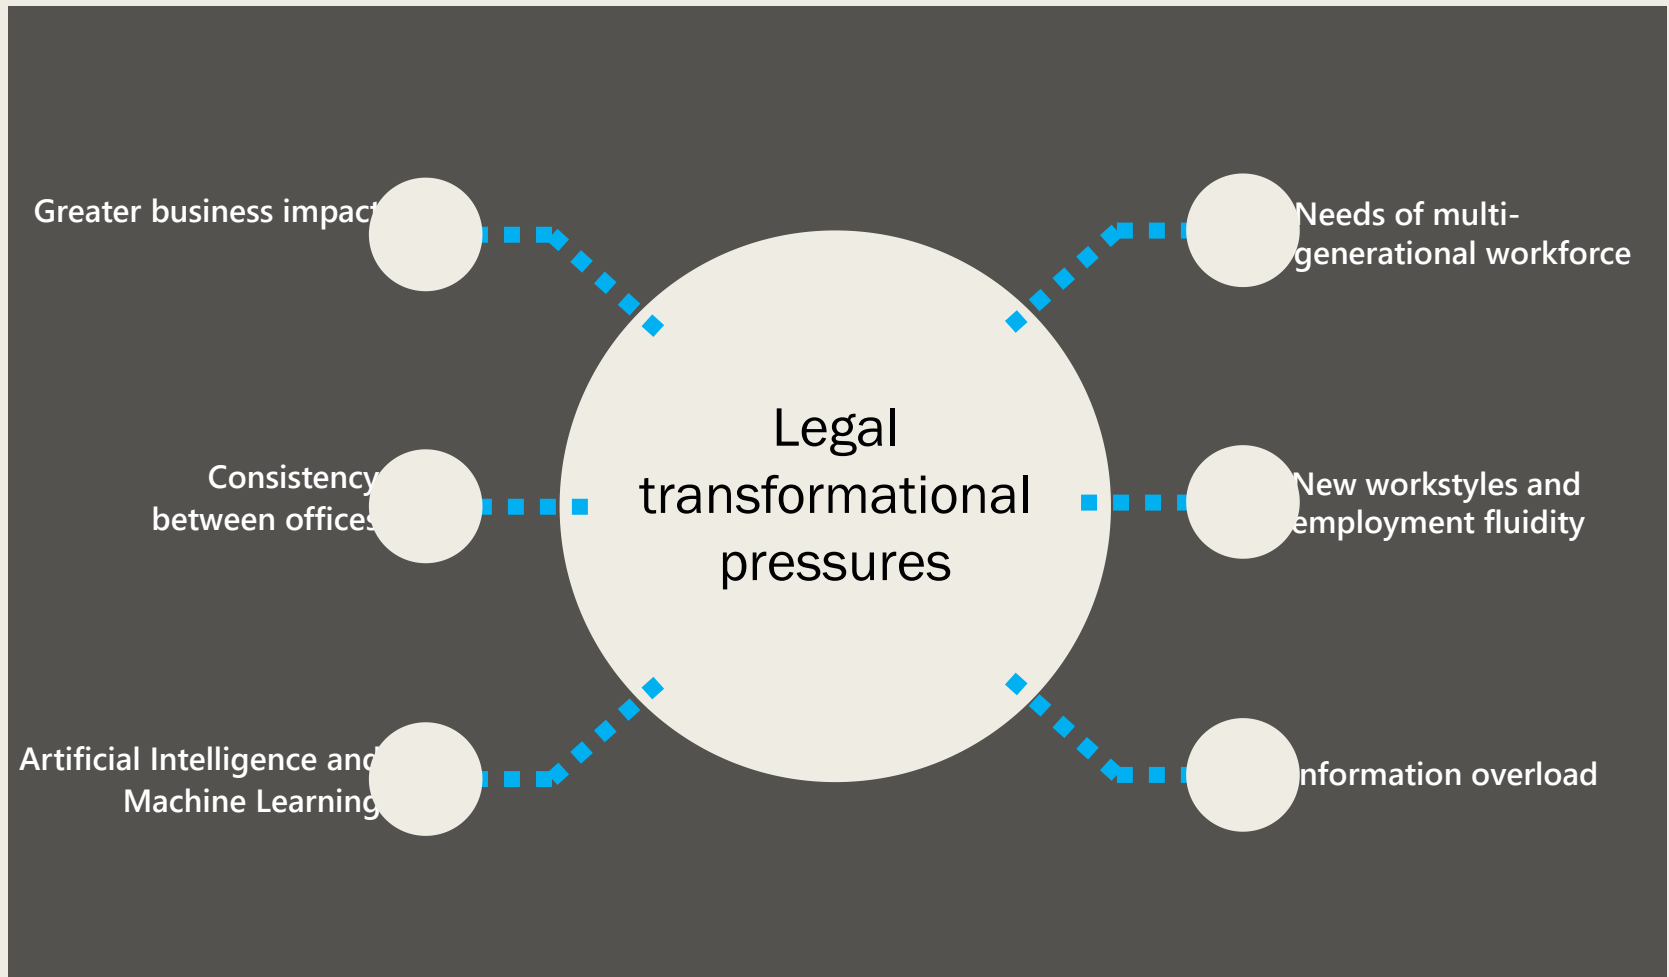 Greater business impact
Consistency
between offices
Artificial Intelligence and
Machine Learning
Legal
transformational
pressures
Needs of multi-
generational workforce
New workstyles and
employment fluidity
Information overload